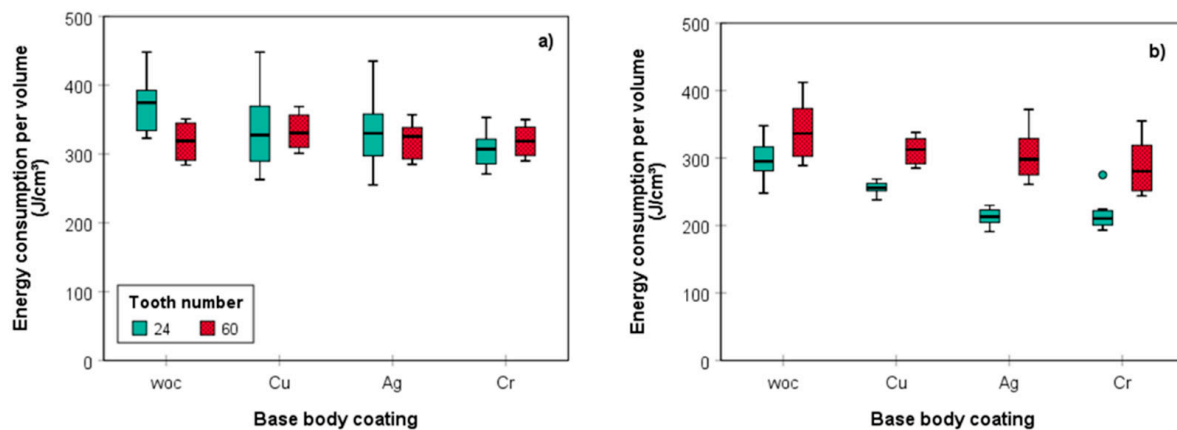 a)
Energy consumption per volume
(J/cm³)
500
400
300
200
100
0
Tooth number
24 60
woc Cu Ag Cr
Base body coating
b)
Energy consumption per volume
(J/cm³)
500
400
300
200
100
0
woc Cu Ag Cr
Base body coating